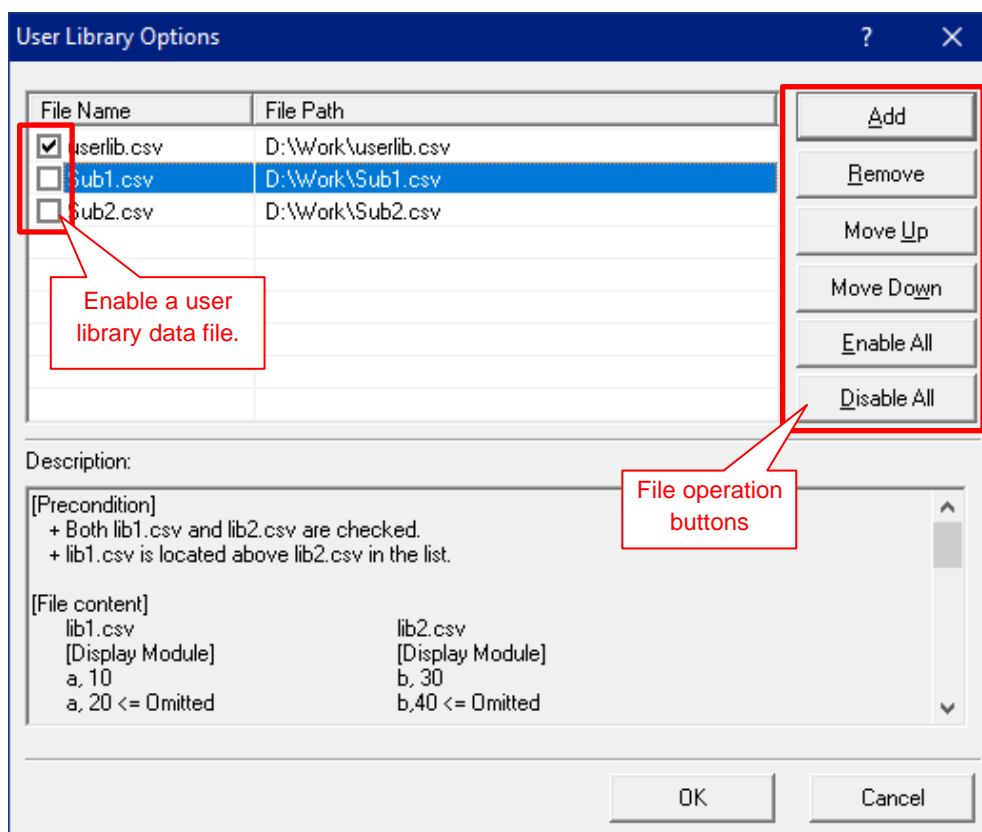 User Library Options
File Name File Path
userlib.csv D:\Work\userlib.csv
Sub1.csv D:\Work\Sub1.csv
Sub2.csv D:\Work\Sub2.csv
Enable a user
library data file.
Add
Remove
Move Up
Move Down
Enable All
Disable All
File operation
buttons
Description:
[Precondition]
+ Both lib1.csv and lib2.csv are checked.
+ lib1.csv is located above lib2.csv in the list.
[File content]
lib1.csv lib2.csv
[Display Module] [Display Module]
a, 10 b, 30
a, 20 <= Omitted b,40 <= Omitted
OK Cancel